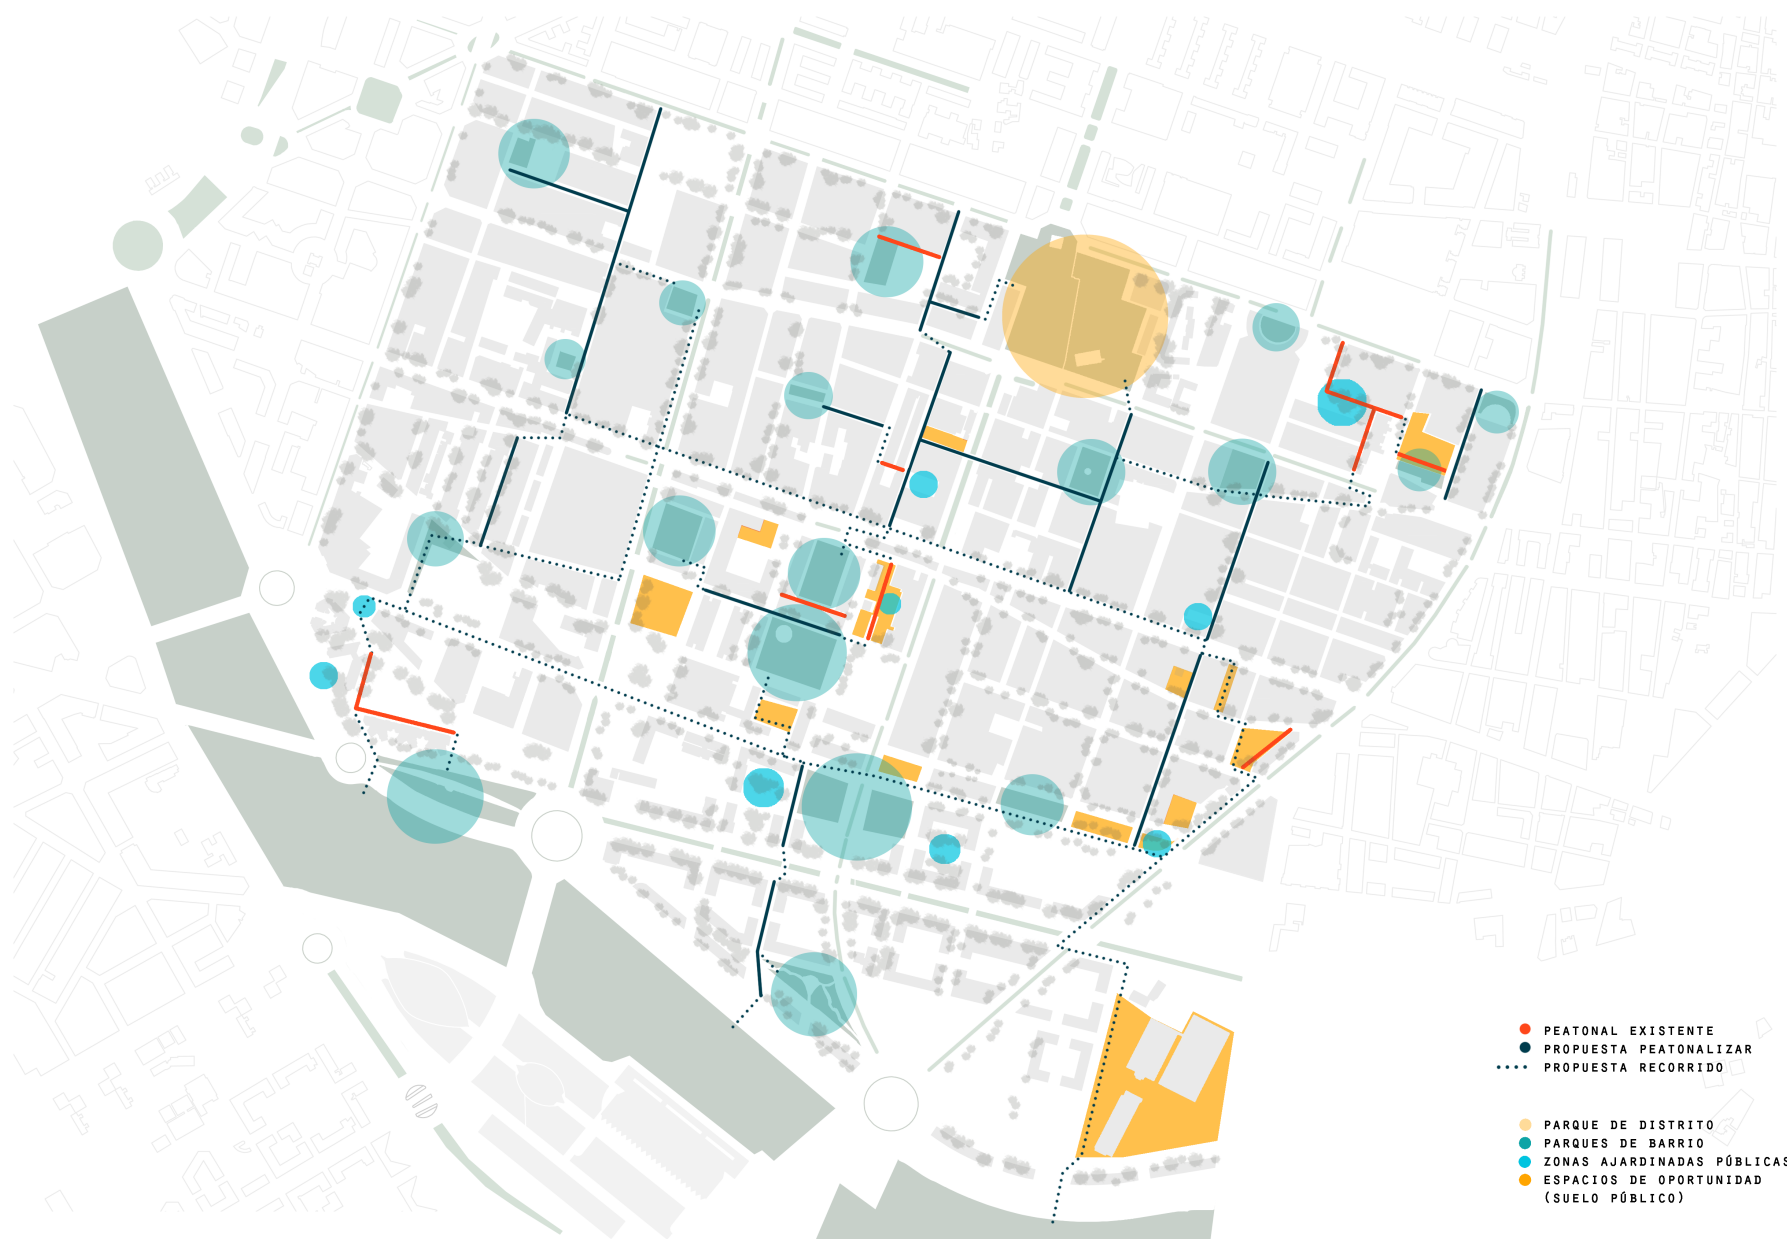 PEATONAL EXISTENTE
PROPUESTA PEATONALIZAR
PROPUESTA RECORRIDO
PARQUE DE DISTRITO
PARQUES DE BARRIO
ZONAS AJARDINADAS PÚBLICAS
ESPACIOS DE OPORTUNIDAD
(SUELO PÚBLICO)